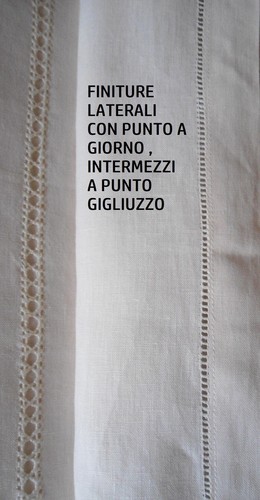 FINITURE
LATERALI
CON PUNTO A
GIORNO ,
INTERMEZZI
A PUNTO
GIGLIUZZO